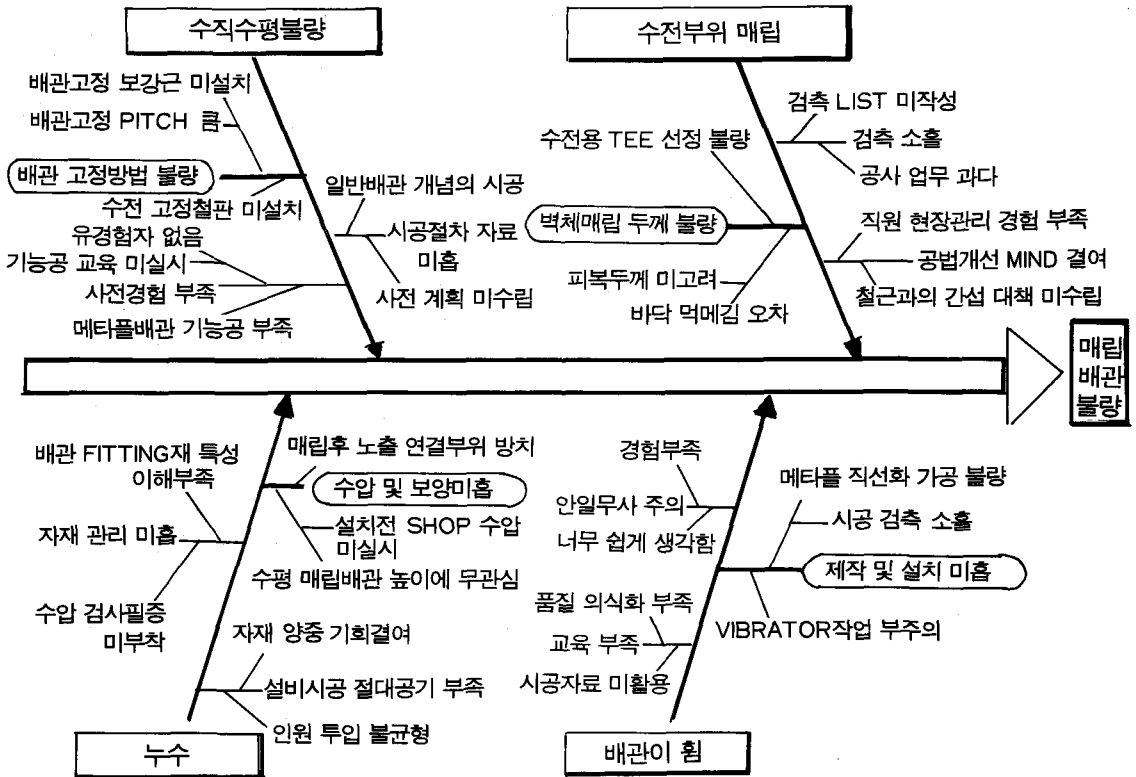 수직수평불량
수전부위 매립
배관고정 보강근 미설치
배관고정 PITCH 큼
배관 고정방법 불량
수전 고정철판 미설치
유경험자 없음
기능공 교육 미실시
사전경험 부족
메타폴배관 기능공 부족
일반배관 개념의 시공
시공절차 자료
미흡
사전 계획 미수립
검측 LIST 미작성
검측 소홀
공사 업무 과다
수전용 TEE 선정 불량
벽체매립 두께 불량
피복두께 미고려
바닥 먹메김 오차
직원 현장관리 경험 부족
공법개선 MIND 결여
철근과의 간섭 대책 미수립
매립
배관
불량
배관 FITTING재 특성
이해부족
자재 관리 미흡
수압 검사필증
미부착
매립후 노출 연결부위 방치
수압 및 보양미흡
설치전 SHOP 수압
미실시
수평 매립배관 높이에 무관심
자재 양중 기회결여
설비시공 절대공기 부족
인원 투입 불균형
누수
경험부족
안일무사 주의
너무 쉽게 생각함
메타폴 직선화 가공 불량
시공 검측 소홀
제작 및 설치 미흡
VIBRATOR작업 부주의
품질 의식화 부족
교육 부족
시공자료 미활용
배관이 휨